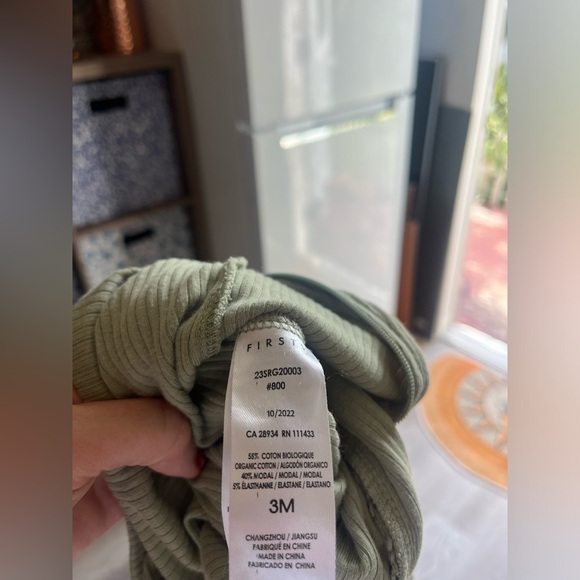 FIRST
23SRG20003
#800
10/2022
CA 28934 RN 111433
55% COTON BIOLOGIQUE
ORGANIC COTTON / ALGODÓN ORGANICO
40% MODAL / MODAL / MODAL
5% ÉLASTHANNE / ELASTANE / ELASTANO
3M
CHANGZHOU / JIANGSU
FABRIQUÉ EN CHINE
MADE IN CHINA
FABRICADO EN CHINA